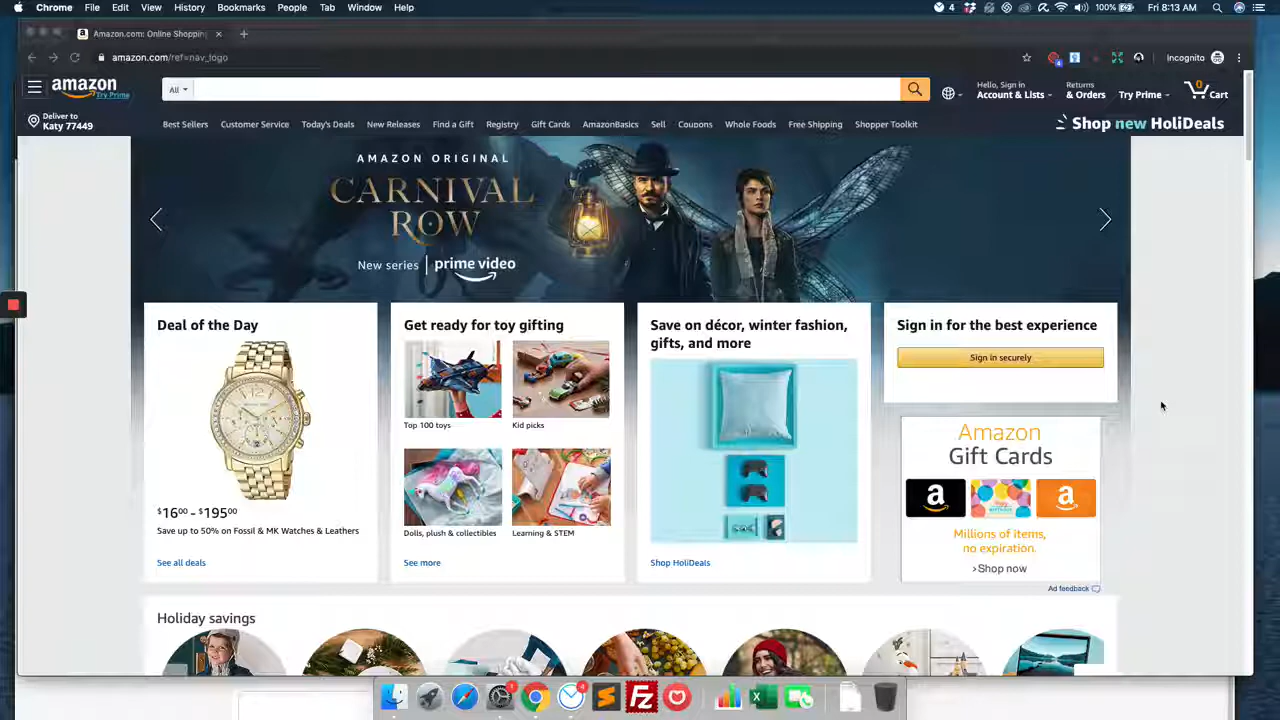 Chrome File Edit View History Bookmarks People Tab Window Help 4 100% Fri 8:13 AM
Amazon.com: Online Shopping
amazon.com/ref=nav_logo Incognito
amazon Try Prime
All
Hello, Sign in
Account & Lists
Returns
& Orders
Try Prime
0
Cart
Deliver to
Katy 77449
Best Sellers Customer Service Today's Deals New Releases Find a Gift Registry Gift Cards AmazonBasics Sell Coupons Whole Foods Free Shipping Shopper Toolkit
Shop new HoliDeals
AMAZON ORIGINAL
CARNIVAL
ROW
New series | prime video
Deal of the Day
$16⁰⁰ - $195⁰⁰
Save up to 50% on Fossil & MK Watches & Leathers
See all deals
Get ready for toy gifting
Top 100 toys Kid picks
Dolls, plush & collectibles Learning & STEM
See more
Save on décor, winter fashion,
gifts, and more
Shop HoliDeals
Sign in for the best experience
Sign in securely
Amazon
Gift Cards
Millions of items,
no expiration.
›Shop now
Ad feedback
Holiday savings